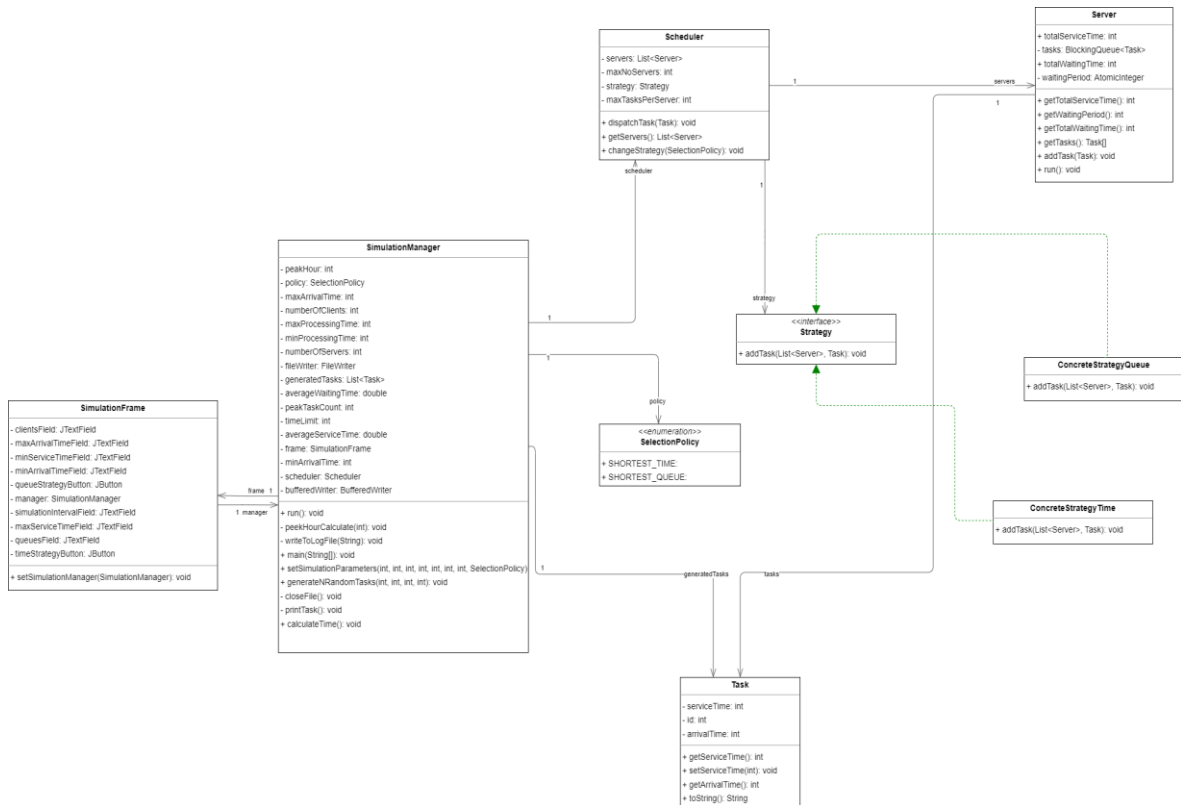 Scheduler
- servers: List<Server>
- maxNoServers: int
- strategy: Strategy
- maxTasksPerServer: int
+ dispatchTask(Task): void
+ getServers(): List<Server>
+ changeStrategy(SelectionPolicy): void
1
servers
Server
+ totalServiceTime: int
- tasks: BlockingQueue<Task>
+ totalWaitingTime: int
- waitingPeriod: AtomicInteger
+ getTotalServiceTime(): int
+ getWaitingPeriod(): int
+ getTotalWaitingTime(): int
+ getTasks(): Task[]
+ addTask(Task): void
+ run(): void
1
scheduler
1
SimulationManager
- peakHour: int
- policy: SelectionPolicy
- maxArrivalTime: int
- numberOfClients: int
- maxProcessingTime: int
- minProcessingTime: int
- numberOfServers: int
- fileWriter: FileWriter
- generatedTasks: List<Task>
- averageWaitingTime: double
- peakTaskCount: int
- timeLimit: int
- averageServiceTime: double
- frame: SimulationFrame
- minArrivalTime: int
- scheduler: Scheduler
- bufferedWriter: BufferedWriter
+ run(): void
- peekHourCalculate(int): void
- writeToLogFile(String): void
+ main(String[]): void
+ setSimulationParameters(int, int, int, int, int, int, int, SelectionPolicy)
+ generateNRandomTasks(int, int, int, int): void
- closeFile(): void
- printTask(): void
+ calculateTime(): void
1
strategy
<<interface>>
Strategy
+ addTask(List<Server>, Task): void
1
policy
<<enumeration>>
SelectionPolicy
+ SHORTEST_TIME:
+ SHORTEST_QUEUE:
ConcreteStrategyQueue
+ addTask(List<Server>, Task): void
ConcreteStrategyTime
+ addTask(List<Server>, Task): void
SimulationFrame
- clientsField: JTextField
- maxArrivalTimeField: JTextField
- minServiceTimeField: JTextField
- minArrivalTimeField: JTextField
- queueStrategyButton: JButton
- manager: SimulationManager
- simulationIntervalField: JTextField
- maxServiceTimeField: JTextField
- queuesField: JTextField
- timeStrategyButton: JButton
+ setSimulationManager(SimulationManager): void
frame 1
1 manager
1
generatedTasks
tasks
Task
- serviceTime: int
- id: int
- arrivalTime: int
+ getServiceTime(): int
+ setServiceTime(int): void
+ getArrivalTime(): int
+ toString(): String